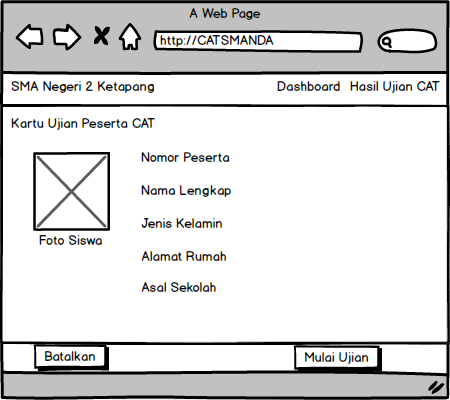 A Web Page
http://CATSMANDA
SMA Negeri 2 Ketapang Dashboard Hasil Ujian CAT
Kartu Ujian Peserta CAT
Nomor Peserta
Nama Lengkap
Jenis Kelamin
Foto Siswa
Alamat Rumah
Asal Sekolah
Batalkan Mulai Ujian